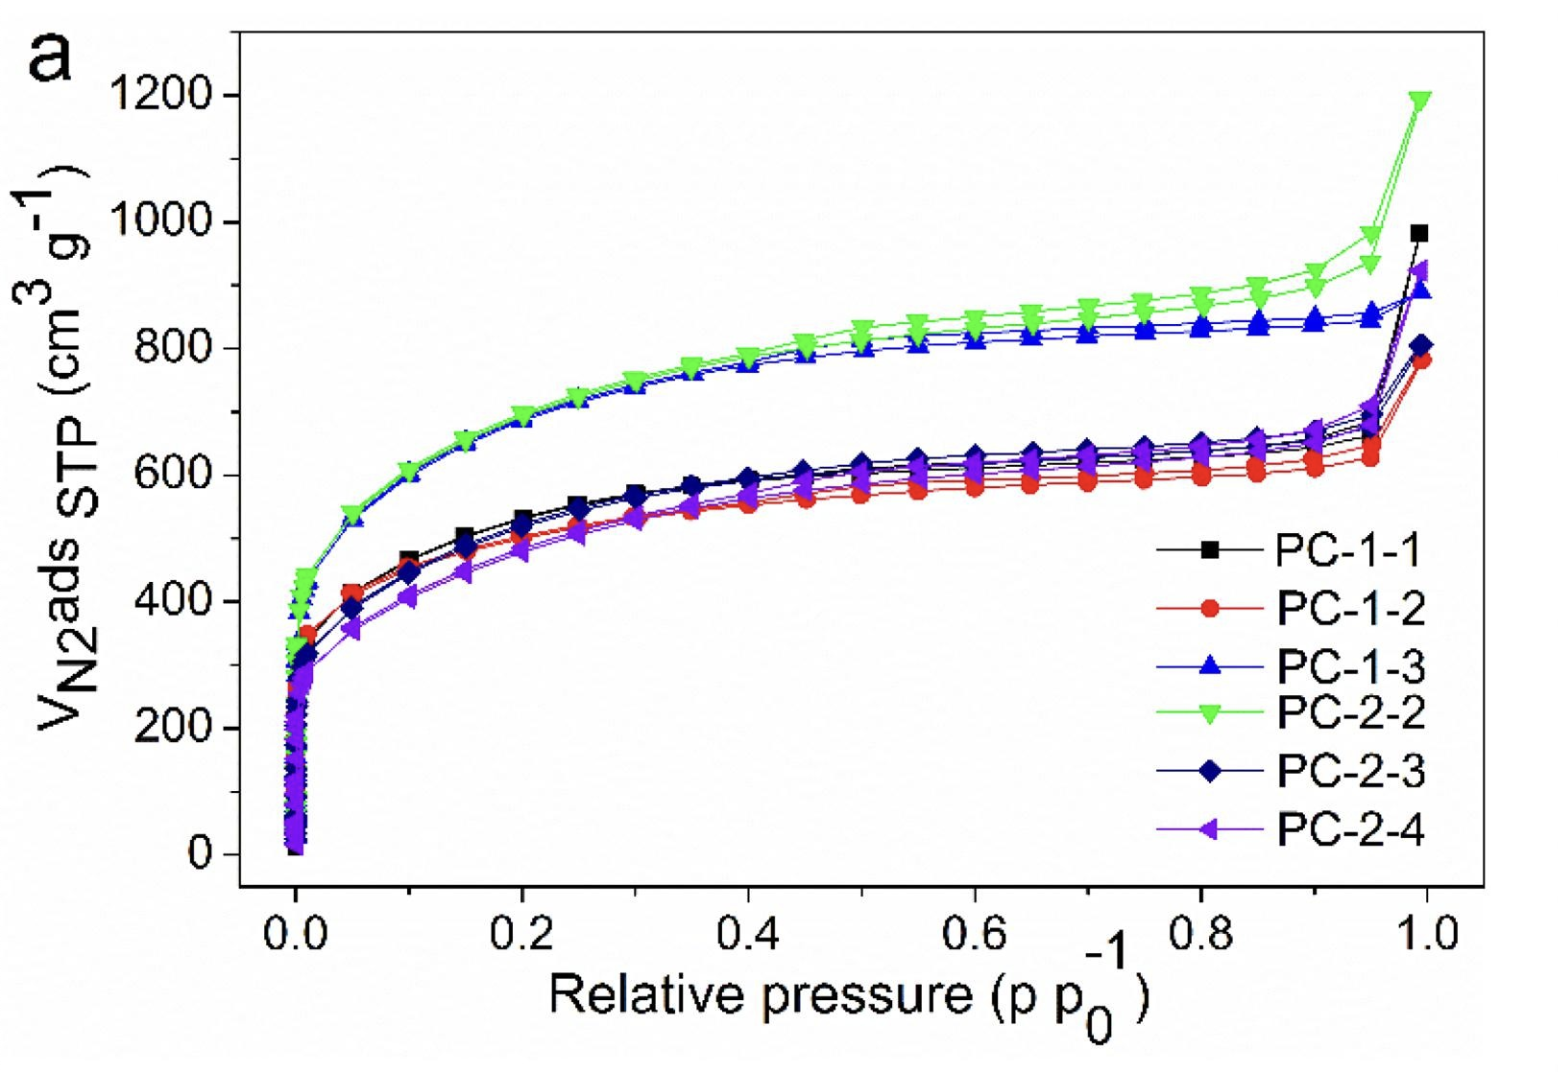 a
1200
1000
800
600
400
200
0
V_N2 ads STP (cm³ g⁻¹)
0.0 0.2 0.4 0.6 0.8 1.0
Relative pressure (p p₀⁻¹)
PC-1-1
PC-1-2
PC-1-3
PC-2-2
PC-2-3
PC-2-4